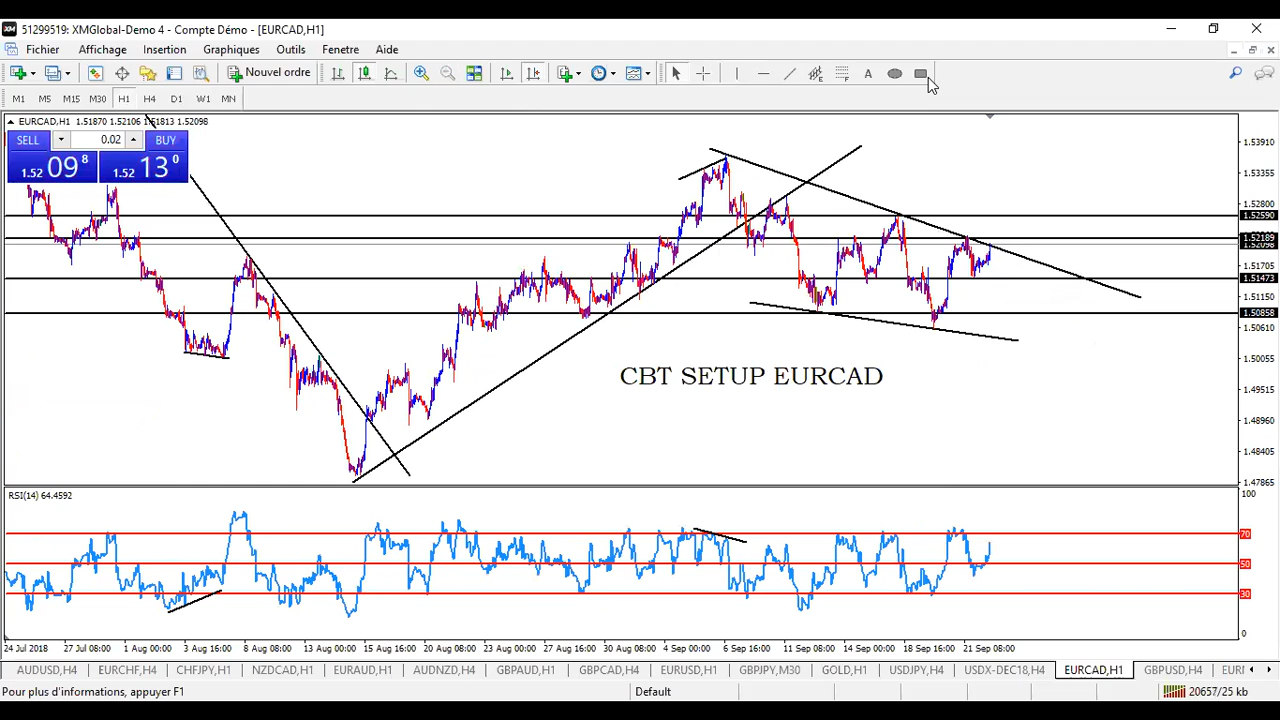 51299519: XMGlobal-Demo 4 - Compte Démo - [EURCAD,H1]
Fichier Affichage Insertion Graphiques Outils Fenetre Aide
Nouvel ordre
M1 M5 M15 M30 H1 H4 D1 W1 MN
EURCAD,H1 1.51870 1.52106 1.51813 1.52098
SELL 0.02 BUY
1.52 09 8 1.52 13 0
1.53910
1.53355
1.52800
1.52590
1.52189
1.52098
1.51705
1.51473
1.51150
1.50858
1.50610
1.50055
1.49515
1.48960
1.48405
1.47865
CBT SETUP EURCAD
RSI(14) 64.4592
100
70
50
30
0
24 Jul 2018 27 Jul 08:00 1 Aug 00:00 3 Aug 16:00 8 Aug 08:00 13 Aug 00:00 15 Aug 16:00 20 Aug 08:00 23 Aug 00:00 27 Aug 16:00 30 Aug 08:00 4 Sep 00:00 6 Sep 16:00 11 Sep 08:00 14 Sep 00:00 18 Sep 16:00 21 Sep 08:00
AUDUSD,H4 EURCHF,H4 CHFJPY,H1 NZDCAD,H1 EURAUD,H1 AUDNZD,H4 GBPAUD,H1 GBPCAD,H4 EURUSD,H1 GBPJPY,M30 GOLD,H1 USDJPY,H4 USDX-DEC18,H4 EURCAD,H1 GBPUSD,H4
Pour plus d'informations, appuyer F1 Default 20657/25 kb